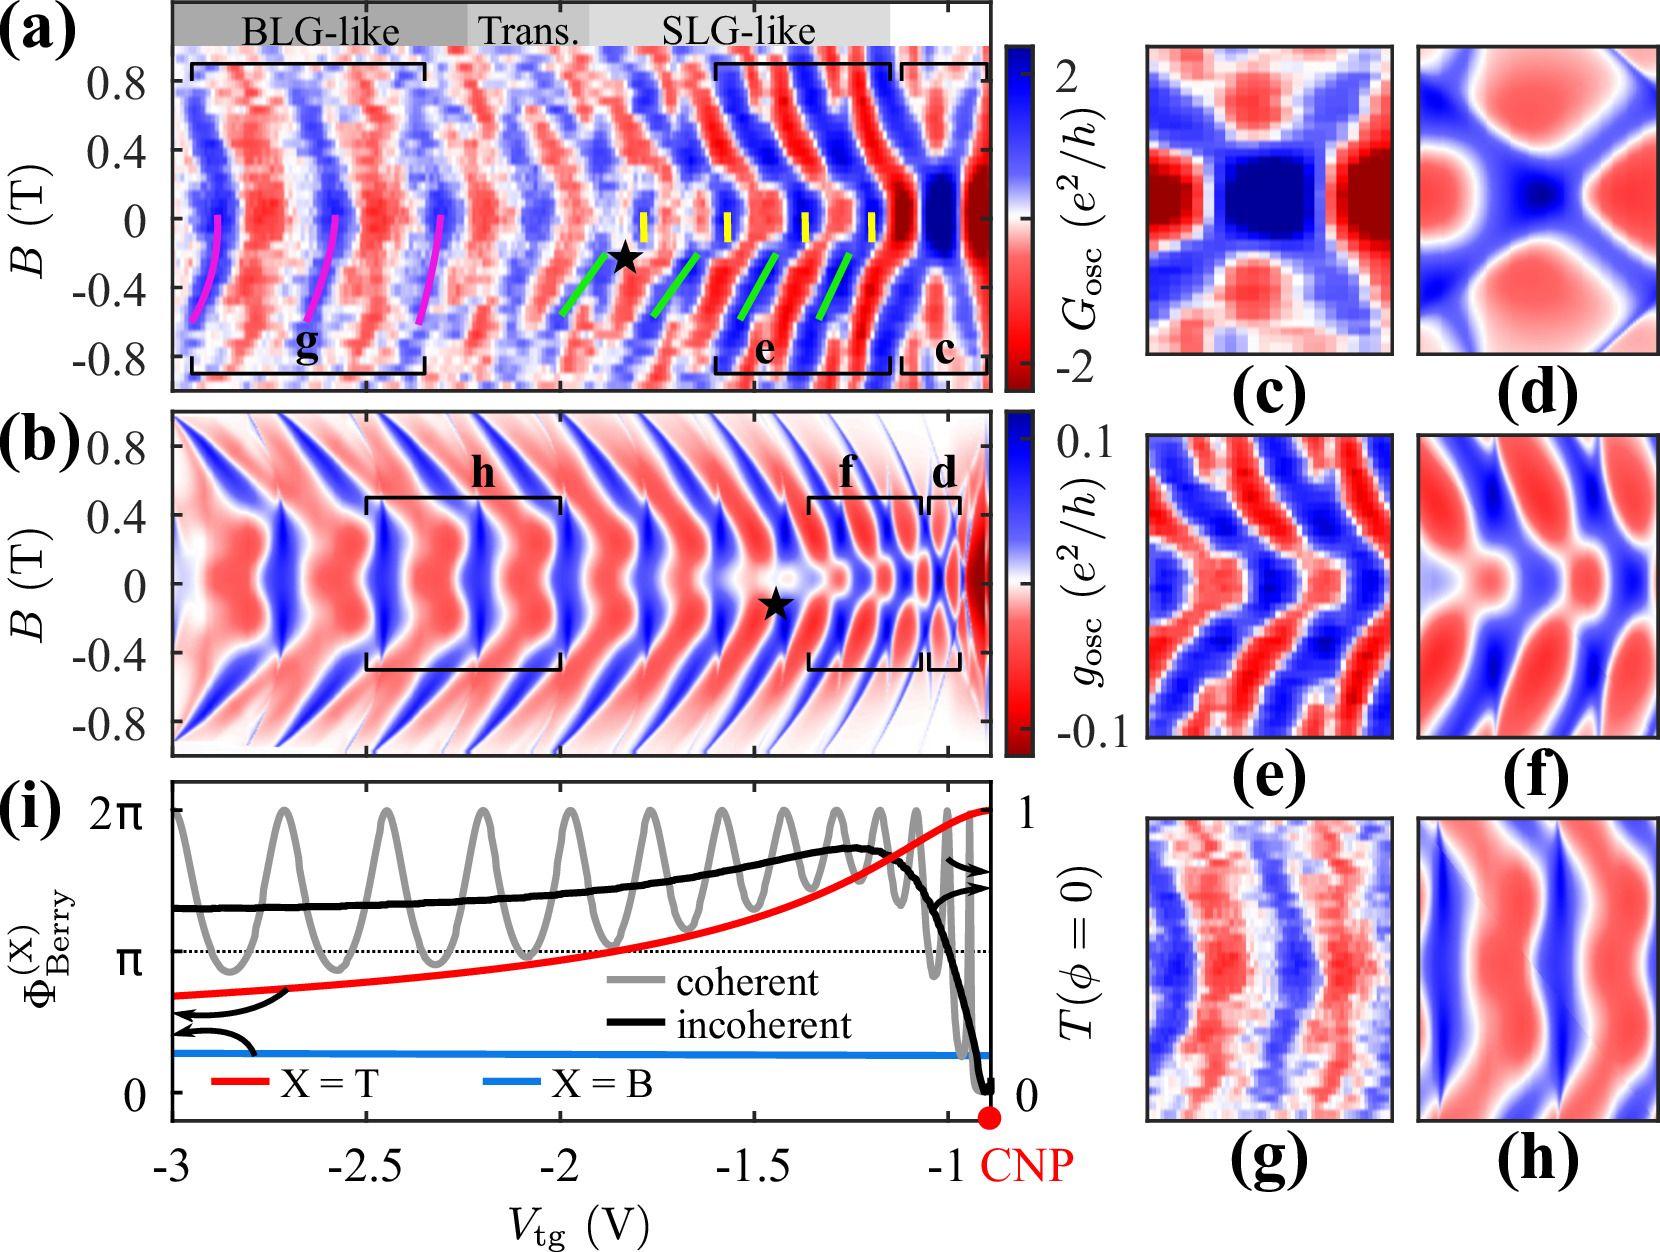 (a)
BLG-like
Trans.
SLG-like
B (T)
0.8
0.4
0
-0.4
-0.8
g
e
c
2
-2
G_osc (e²/h)
(c)
(d)
(b)
B (T)
0.8
0.4
0
-0.4
-0.8
h
f
d
0.1
-0.1
g_osc (e²/h)
(e)
(f)
(i)
Φ_Berry^(X)
2π
π
0
coherent
incoherent
X = T
X = B
1
0
T(ϕ = 0)
-3
-2.5
-2
-1.5
-1
CNP
V_tg (V)
(g)
(h)